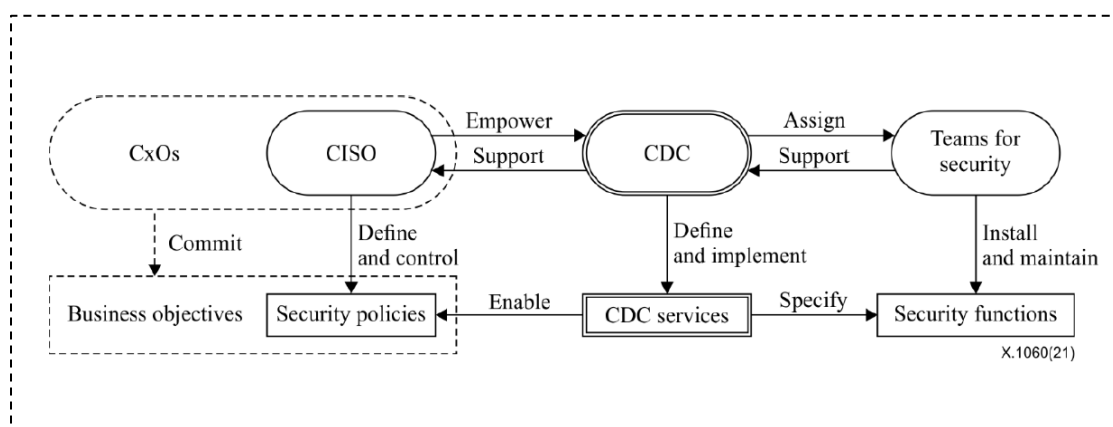 Empower
Assign
CxOs
CISO
CDC
Teams for
security
Support
Support
Commit
Define
and control
Define
and implement
Install
and maintain
Business objectives
Security policies
Enable
CDC services
Specify
Security functions
X.1060(21)